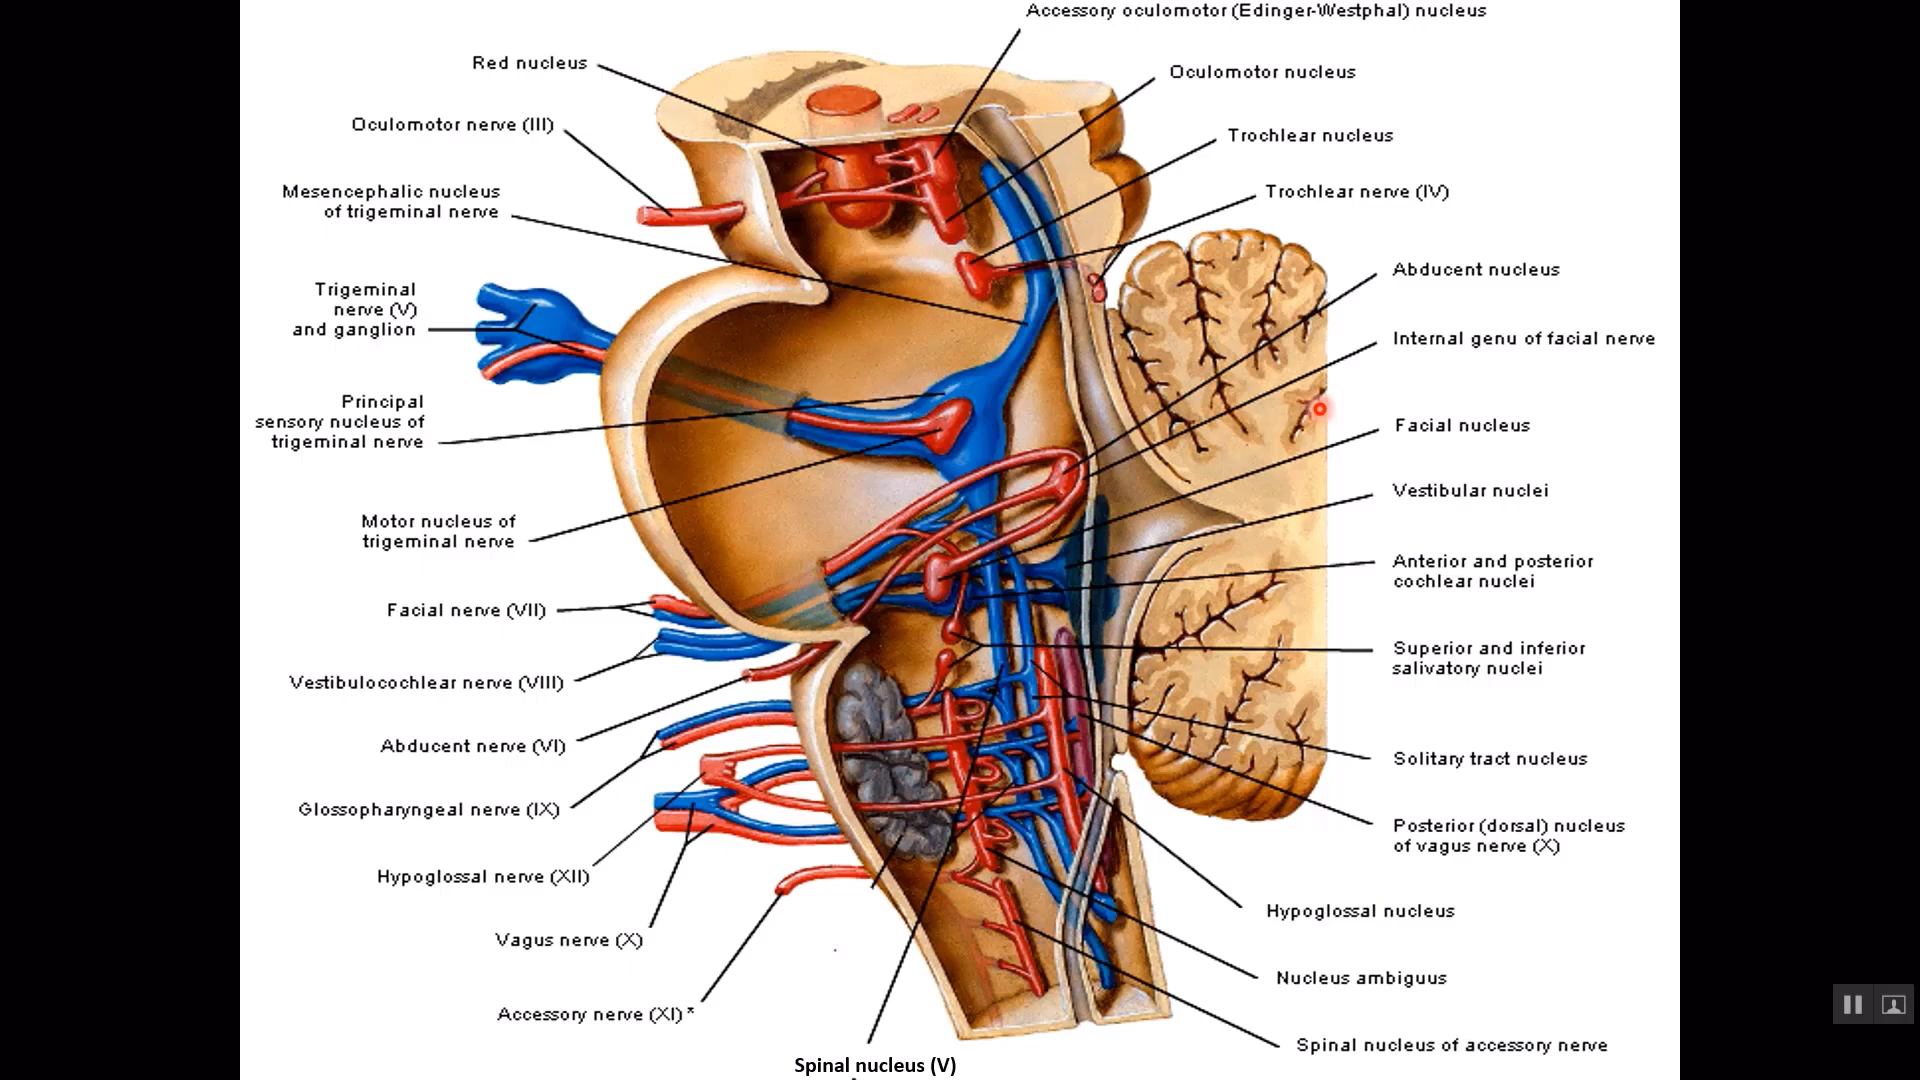 Accessory oculomotor (Edinger-Westphal) nucleus
Red nucleus
Oculomotor nucleus
Oculomotor nerve (III)
Trochlear nucleus
Mesencephalic nucleus
of trigeminal nerve
Trochlear nerve (IV)
Abducent nucleus
Trigeminal
nerve (V)
and ganglion
Internal genu of facial nerve
Principal
sensory nucleus of
trigeminal nerve
Facial nucleus
Vestibular nuclei
Motor nucleus of
trigeminal nerve
Anterior and posterior
cochlear nuclei
Facial nerve (VII)
Superior and inferior
salivatory nuclei
Vestibulocochlear nerve (VIII)
Abducent nerve (VI)
Solitary tract nucleus
Glossopharyngeal nerve (IX)
Posterior (dorsal) nucleus
of vagus nerve (X)
Hypoglossal nerve (XII)
Hypoglossal nucleus
Vagus nerve (X)
Nucleus ambiguus
Accessory nerve (XI)*
Spinal nucleus of accessory nerve
Spinal nucleus (V)